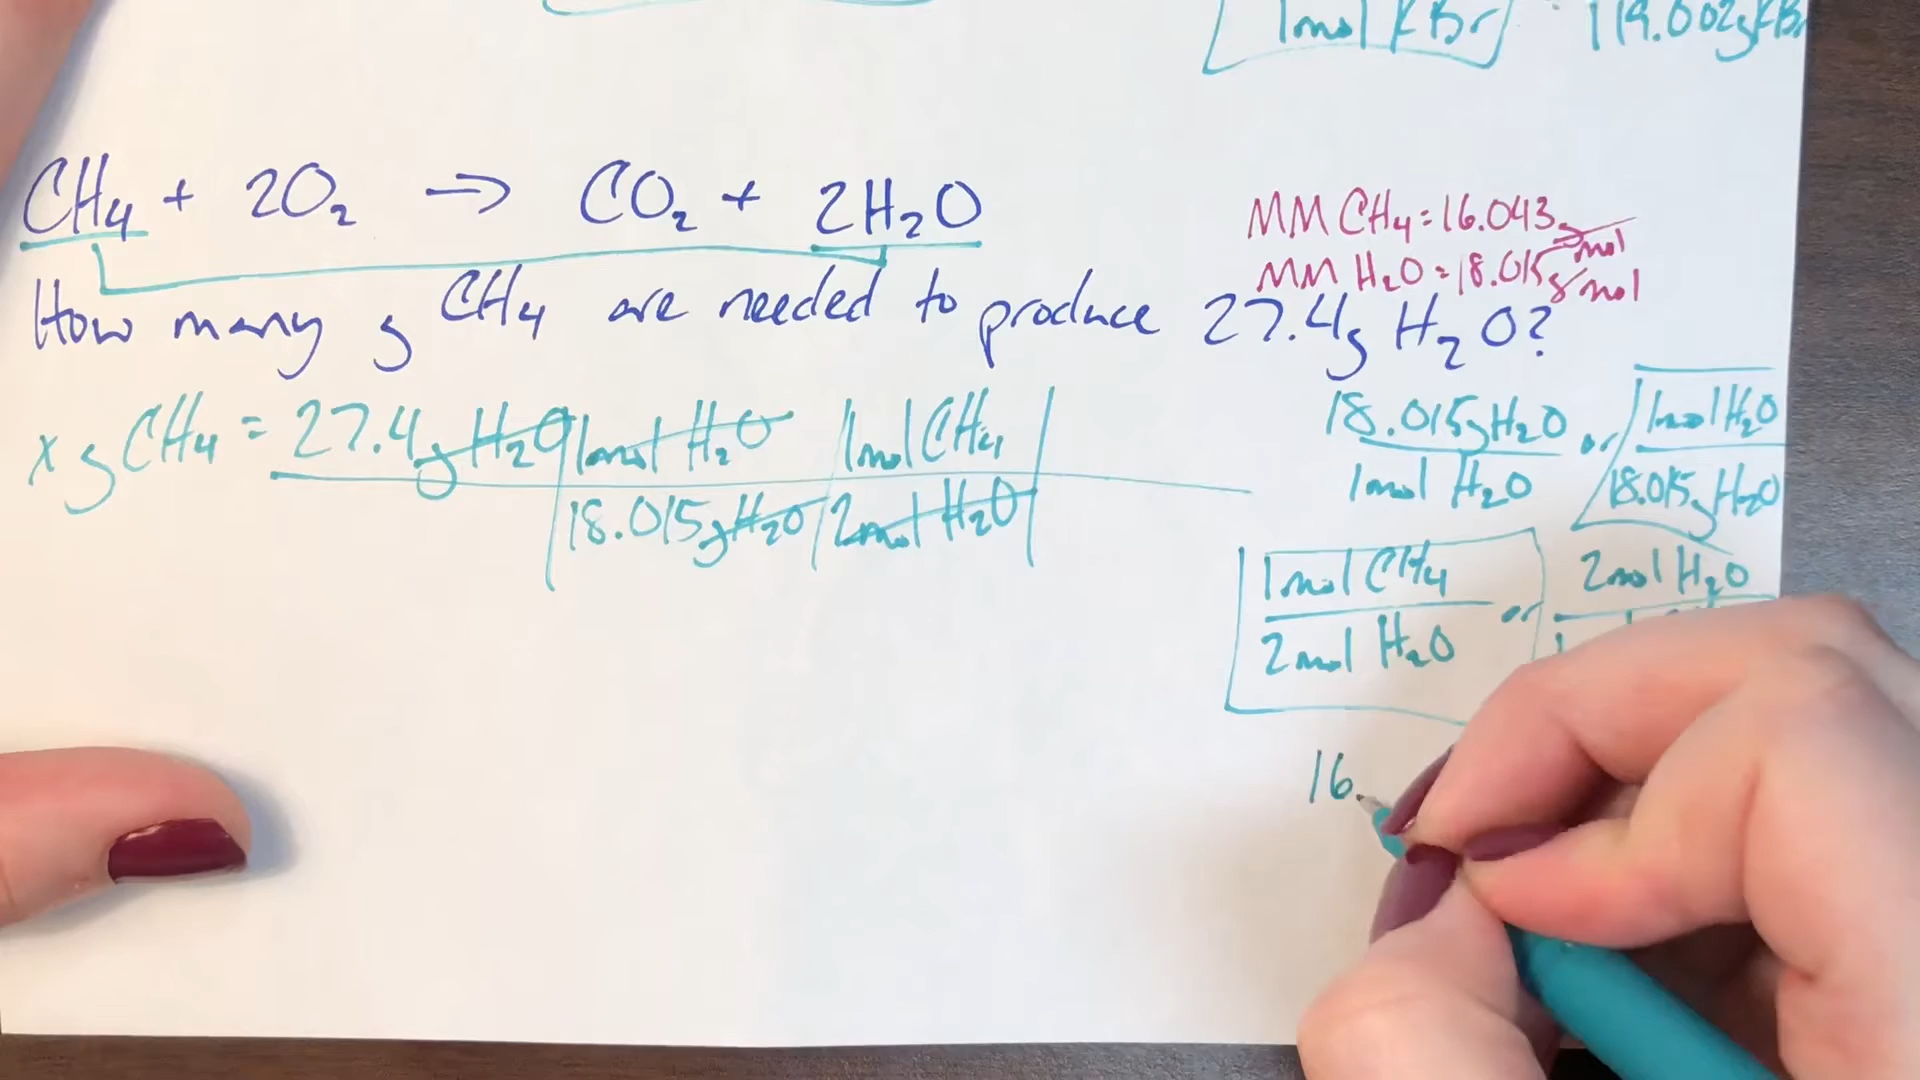 1mol KBr 119.002gKBr
CH₄ + 2O₂ → CO₂ + 2H₂O
MM CH₄ = 16.043 g/mol
MM H₂O = 18.015 g/mol
How many g CH₄ are needed to produce 27.4g H₂O?
x g CH₄ = 27.4g H₂O | 1mol H₂O | 1mol CH₄
18.015g H₂O | 2mol H₂O
18.015g H₂O or 1mol H₂O
1mol H₂O 18.015g H₂O
1mol CH₄ or 2mol H₂O
2mol H₂O
16.